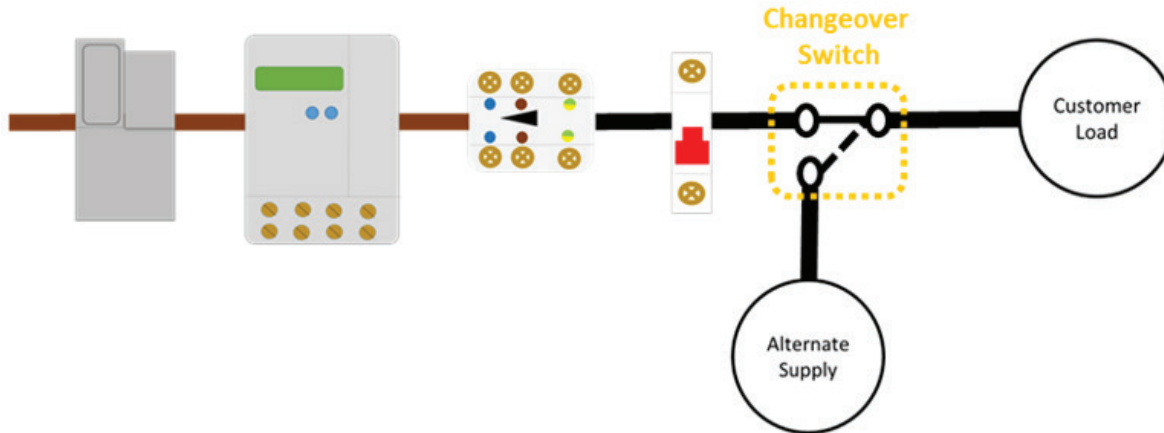 Changeover
Switch
Customer
Load
Alternate
Supply